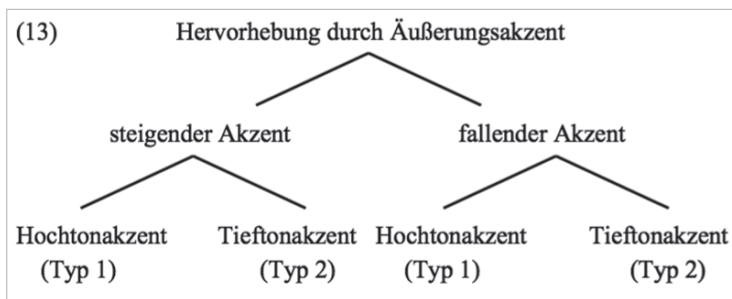 (13) Hervorhebung durch Äußerungsakzent
steigender Akzent fallender Akzent
Hochtonakzent Tieftonakzent Hochtonakzent Tieftonakzent
(Typ 1) (Typ 2) (Typ 1) (Typ 2)